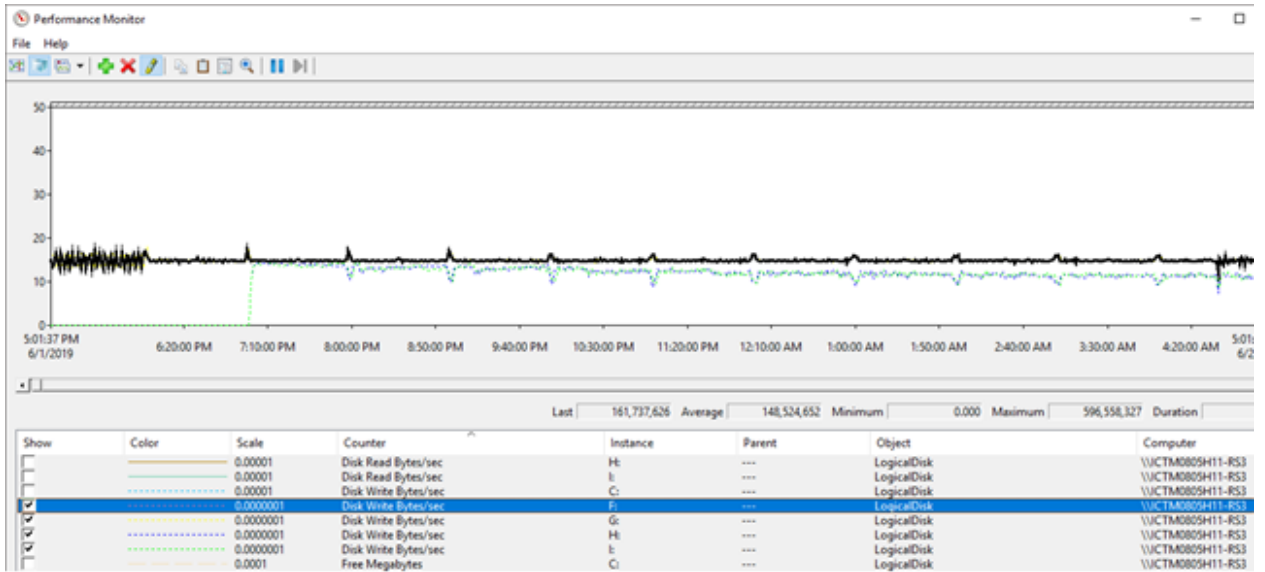 Performance Monitor
File Help
50
40
30
20
10
0
5:01:37 PM 6:20:00 PM 7:10:00 PM 8:00:00 PM 8:50:00 PM 9:40:00 PM 10:30:00 PM 11:20:00 PM 12:10:00 AM 1:00:00 AM 1:50:00 AM 2:40:00 AM 3:30:00 AM 4:20:00 AM 5:01:
6/1/2019 6/2
Last 161,737,626 Average 148,524,652 Minimum 0.000 Maximum 596,558,327 Duration
Show Color Scale Counter Instance Parent Object Computer
0.00001 Disk Read Bytes/sec H: --- LogicalDisk \\JCTM0805H11-RS3
0.00001 Disk Read Bytes/sec I: --- LogicalDisk \\JCTM0805H11-RS3
0.00001 Disk Write Bytes/sec C: --- LogicalDisk \\JCTM0805H11-RS3
0.0000001 Disk Write Bytes/sec F: --- LogicalDisk \\JCTM0805H11-RS3
0.0000001 Disk Write Bytes/sec G: --- LogicalDisk \\JCTM0805H11-RS3
0.0000001 Disk Write Bytes/sec H: --- LogicalDisk \\JCTM0805H11-RS3
0.0000001 Disk Write Bytes/sec I: --- LogicalDisk \\JCTM0805H11-RS3
0.0001 Free Megabytes C: --- LogicalDisk \\JCTM0805H11-RS3